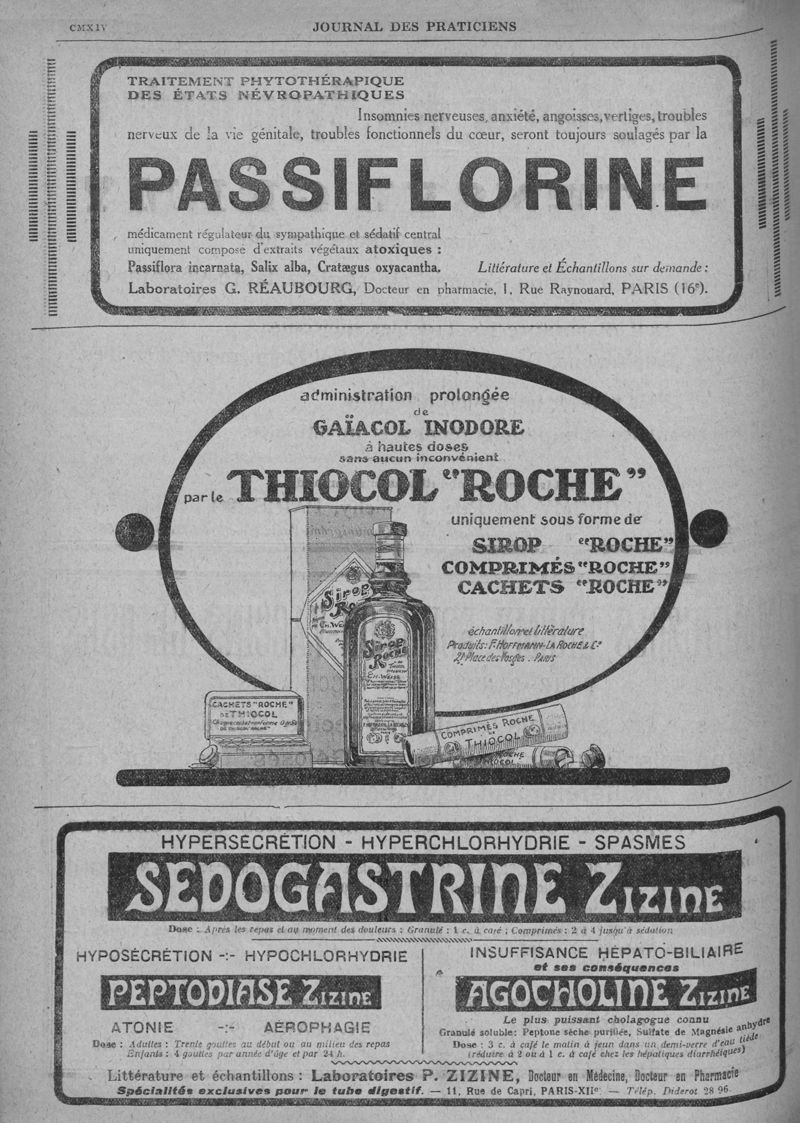 CMXIV
JOURNAL DES PRATICIENS
TRAITEMENT PHYTOTHÉRAPIQUE
DES ÉTATS NÉVROPATHIQUES
Insomnies nerveuses, anxiété, angoisses, vertiges, troubles
nerveux de la vie génitale, troubles fonctionnels du cœur, seront toujours soulagés par la
PASSIFLORINE
médicament régulateur du sympathique et sédatif central
uniquement composé d'extraits végétaux atoxiques :
Passiflora incarnata, Salix alba, Cratægus oxyacantha.
Littérature et Échantillons sur demande :
Laboratoires G. RÉAUBOURG, Docteur en pharmacie, 1, Rue Raynouard, PARIS (16e).
administration prolongée
de
GAÏACOL INODORE
à hautes doses
sans aucun inconvénient
par le THIOCOL "ROCHE"
uniquement sous forme de
SIROP "ROCHE"
COMPRIMÉS "ROCHE"
CACHETS "ROCHE"
échantillon et littérature
Produits: F. HOFFMANN-LA ROCHE & Co
21 Place des Vosges. Paris
Sirop
Roche
Sirop
Roche
CACHETS "ROCHE"
DE THIOCOL
COMPRIMÉS ROCHE
DE
THIOCOL
ROCHE
THIOCOL
HYPERSECRÉTION - HYPERCHLORHYDRIE - SPASMES
SÉDOGASTRINE ZIZINE
Dose : Après les repas et au moment des douleurs : Granulé : 1 c. à café ; Comprimés : 2 à 4 jusqu'à sédation
HYPOSÉCRÉTION -:- HYPOCHLORHYDRIE
PEPTODIASE ZIZINE
ATONIE -:- AÉROPHAGIE
Dose : Adultes : Trente gouttes au début ou au milieu des repas
Enfants : 4 gouttes par année d'âge et par 24 h.
INSUFFISANCE HÉPATO-BILIAIRE
et ses conséquences
AGOCHOLINE ZIZINE
Le plus puissant cholagogue connu
Granulé soluble: Peptone sèche purifiée, Sulfate de Magnésie anhydre
Dose : 3 c. à café le matin à jeun dans un demi-verre d'eau tiède
(réduire à 2 ou à 1 c. à café chez les hépatiques diarrhéiques)
Littérature et échantillons : Laboratoires P. ZIZINE, Docteur en Médecine, Docteur en Pharmacie
Spécialités exclusives pour le tube digestif. — 11, Rue de Capri, PARIS-XIIe. — Télép. Diderot 28 96.